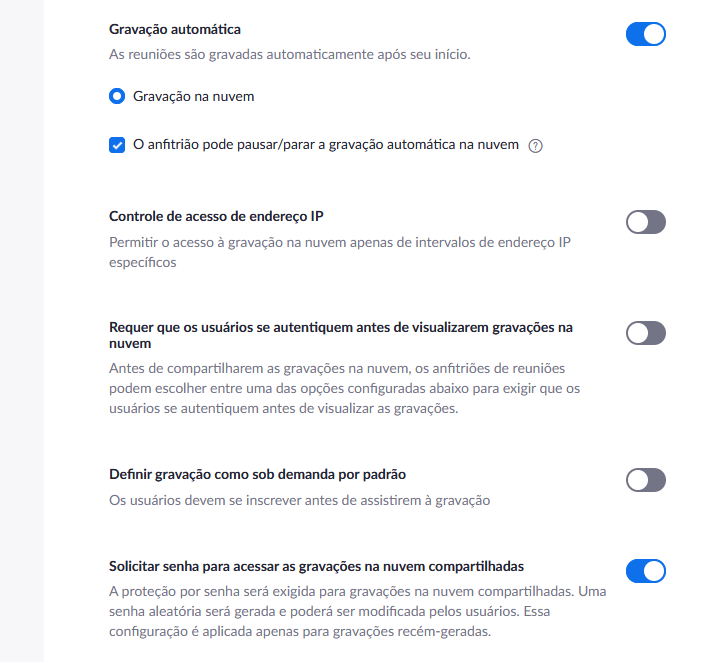 Gravação automática
As reuniões são gravadas automaticamente após seu início.
Gravação na nuvem
O anfitrião pode pausar/parar a gravação automática na nuvem ?
Controle de acesso de endereço IP
Permitir o acesso à gravação na nuvem apenas de intervalos de endereço IP
específicos
Requer que os usuários se autentiquem antes de visualizarem gravações na
nuvem
Antes de compartilharem as gravações na nuvem, os anfitriões de reuniões
podem escolher entre uma das opções configuradas abaixo para exigir que os
usuários se autentiquem antes de visualizar as gravações.
Definir gravação como sob demanda por padrão
Os usuários devem se inscrever antes de assistirem à gravação
Solicitar senha para acessar as gravações na nuvem compartilhadas
A proteção por senha será exigida para gravações na nuvem compartilhadas. Uma
senha aleatória será gerada e poderá ser modificada pelos usuários. Essa
configuração é aplicada apenas para gravações recém-geradas.